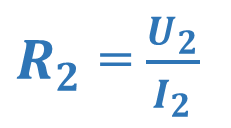 R₂ = U₂ / I₂